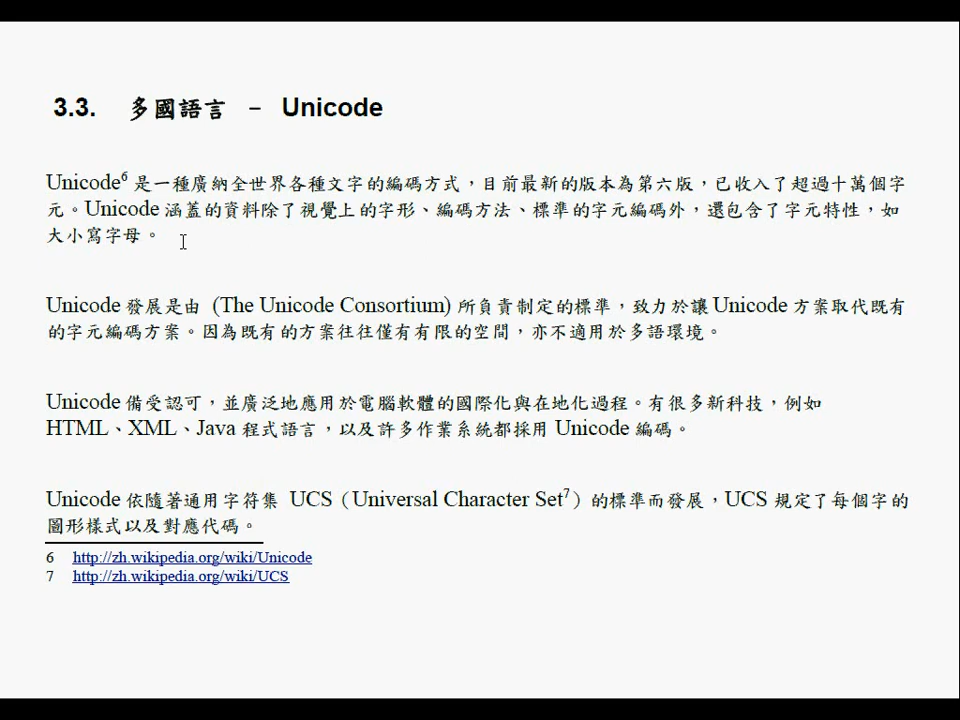 3.3. 多國語言 － Unicode
Unicode6 是一種廣納全世界各種文字的編碼方式，目前最新的版本為第六版，已收入了超過十萬個字
元。Unicode 涵蓋的資料除了視覺上的字形、編碼方法、標準的字元編碼外，還包含了字元特性，如
大小寫字母。
Unicode 發展是由 (The Unicode Consortium) 所負責制定的標準，致力於讓 Unicode 方案取代既有
的字元編碼方案。因為既有的方案往往僅有有限的空間，亦不適用於多語環境。
Unicode 備受認可，並廣泛地應用於電腦軟體的國際化與在地化過程。有很多新科技，例如
HTML、XML、Java 程式語言，以及許多作業系統都採用 Unicode 編碼。
Unicode 依隨著通用字符集 UCS（Universal Character Set7）的標準而發展，UCS 規定了每個字的
圖形樣式以及對應代碼。
6 http://zh.wikipedia.org/wiki/Unicode
7 http://zh.wikipedia.org/wiki/UCS